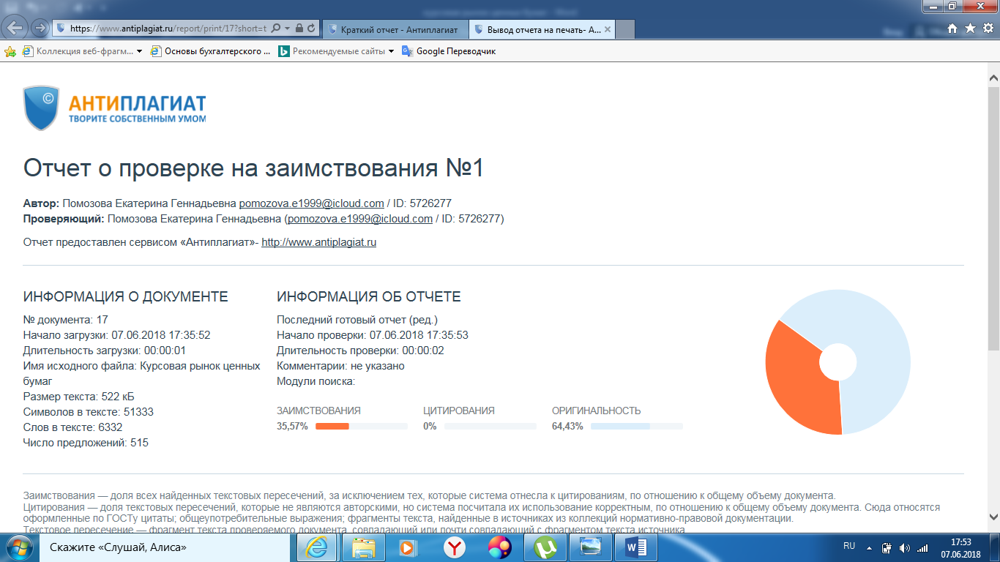 https://www.antiplagiat.ru/report/print/17?short=t
Краткий отчет - Антиплагиат
Вывод отчета на печать- А...
Коллекция веб-фрагм...
Основы бухгалтерского ...
Рекомендуемые сайты
Google Переводчик
АНТИПЛАГИАТ
ТВОРИТЕ СОБСТВЕННЫМ УМОМ
Отчет о проверке на заимствования №1
Автор: Помозова Екатерина Геннадьевна pomozova.e1999@icloud.com / ID: 5726277
Проверяющий: Помозова Екатерина Геннадьевна (pomozova.e1999@icloud.com / ID: 5726277)
Отчет предоставлен сервисом «Антиплагиат»- http://www.antiplagiat.ru
ИНФОРМАЦИЯ О ДОКУМЕНТЕ
№ документа: 17
Начало загрузки: 07.06.2018 17:35:52
Длительность загрузки: 00:00:01
Имя исходного файла: Курсовая рынок ценных
бумаг
Размер текста: 522 кБ
Символов в тексте: 51333
Слов в тексте: 6332
Число предложений: 515
ИНФОРМАЦИЯ ОБ ОТЧЕТЕ
Последний готовый отчет (ред.)
Начало проверки: 07.06.2018 17:35:53
Длительность проверки: 00:00:02
Комментарии: не указано
Модули поиска:
ЗАИМСТВОВАНИЯ
35,57%
ЦИТИРОВАНИЯ
0%
ОРИГИНАЛЬНОСТЬ
64,43%
Заимствования — доля всех найденных текстовых пересечений, за исключением тех, которые система отнесла к цитированиям, по отношению к общему объему документа.
Цитирования — доля текстовых пересечений, которые не являются авторскими, но система посчитала их использование корректным, по отношению к общему объему документа. Сюда относятся
оформленные по ГОСТу цитаты; общеупотребительные выражения; фрагменты текста, найденные в источниках из коллекций нормативно-правовой документации.
Текстовое пересечение — фрагмент текста проверяемого документа, совпадающий или почти совпадающий с фрагментом текста источника.
Скажите «Слушай, Алиса»
RU
17:53
07.06.2018